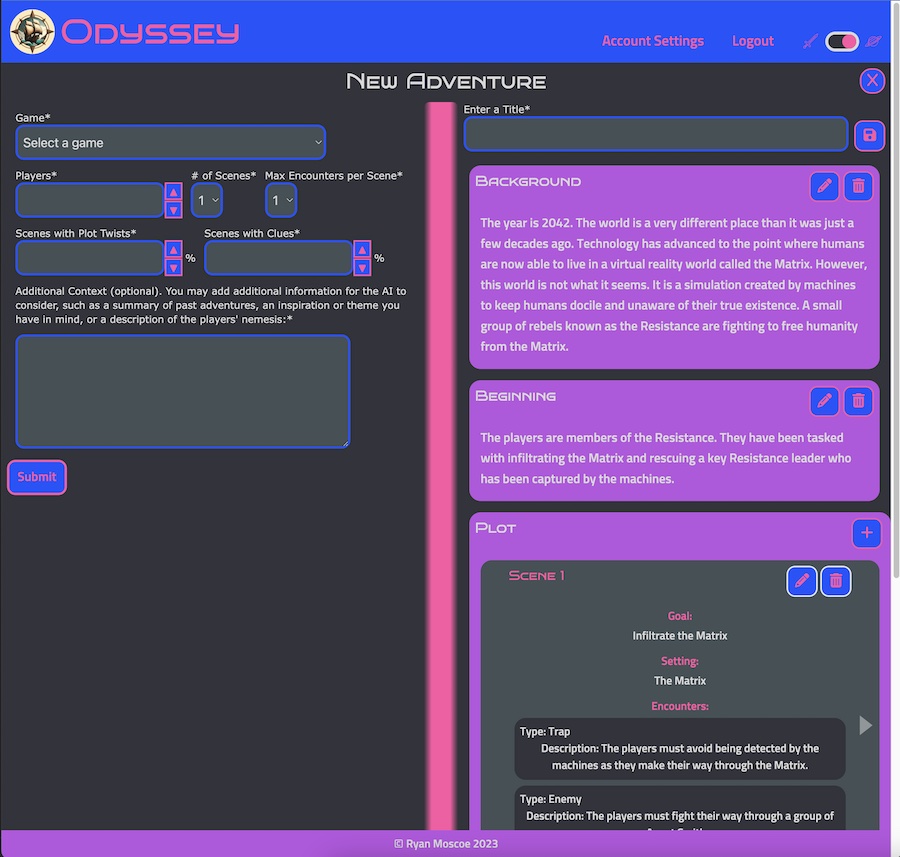 Odyssey
Account Settings
Logout
New Adventure
X
Game*
Select a game
Players*
# of Scenes*
Max Encounters per Scene*
1
1
Scenes with Plot Twists*
Scenes with Clues*
%
%
Additional Context (optional). You may add additional information for the AI to
consider, such as a summary of past adventures, an inspiration or theme you
have in mind, or a description of the players' nemesis:*
Submit
Enter a Title*
Background
The year is 2042. The world is a very different place than it was just a
few decades ago. Technology has advanced to the point where humans
are now able to live in a virtual reality world called the Matrix. However,
this world is not what it seems. It is a simulation created by machines
to keep humans docile and unaware of their true existence. A small
group of rebels known as the Resistance are fighting to free humanity
from the Matrix.
Beginning
The players are members of the Resistance. They have been tasked
with infiltrating the Matrix and rescuing a key Resistance leader who
has been captured by the machines.
Plot
+
Scene 1
Goal:
Infiltrate the Matrix
Setting:
The Matrix
Encounters:
Type: Trap
Description: The players must avoid being detected by the
machines as they make their way through the Matrix.
Type: Enemy
Description: The players must fight their way through a group of
© Ryan Moscoe 2023